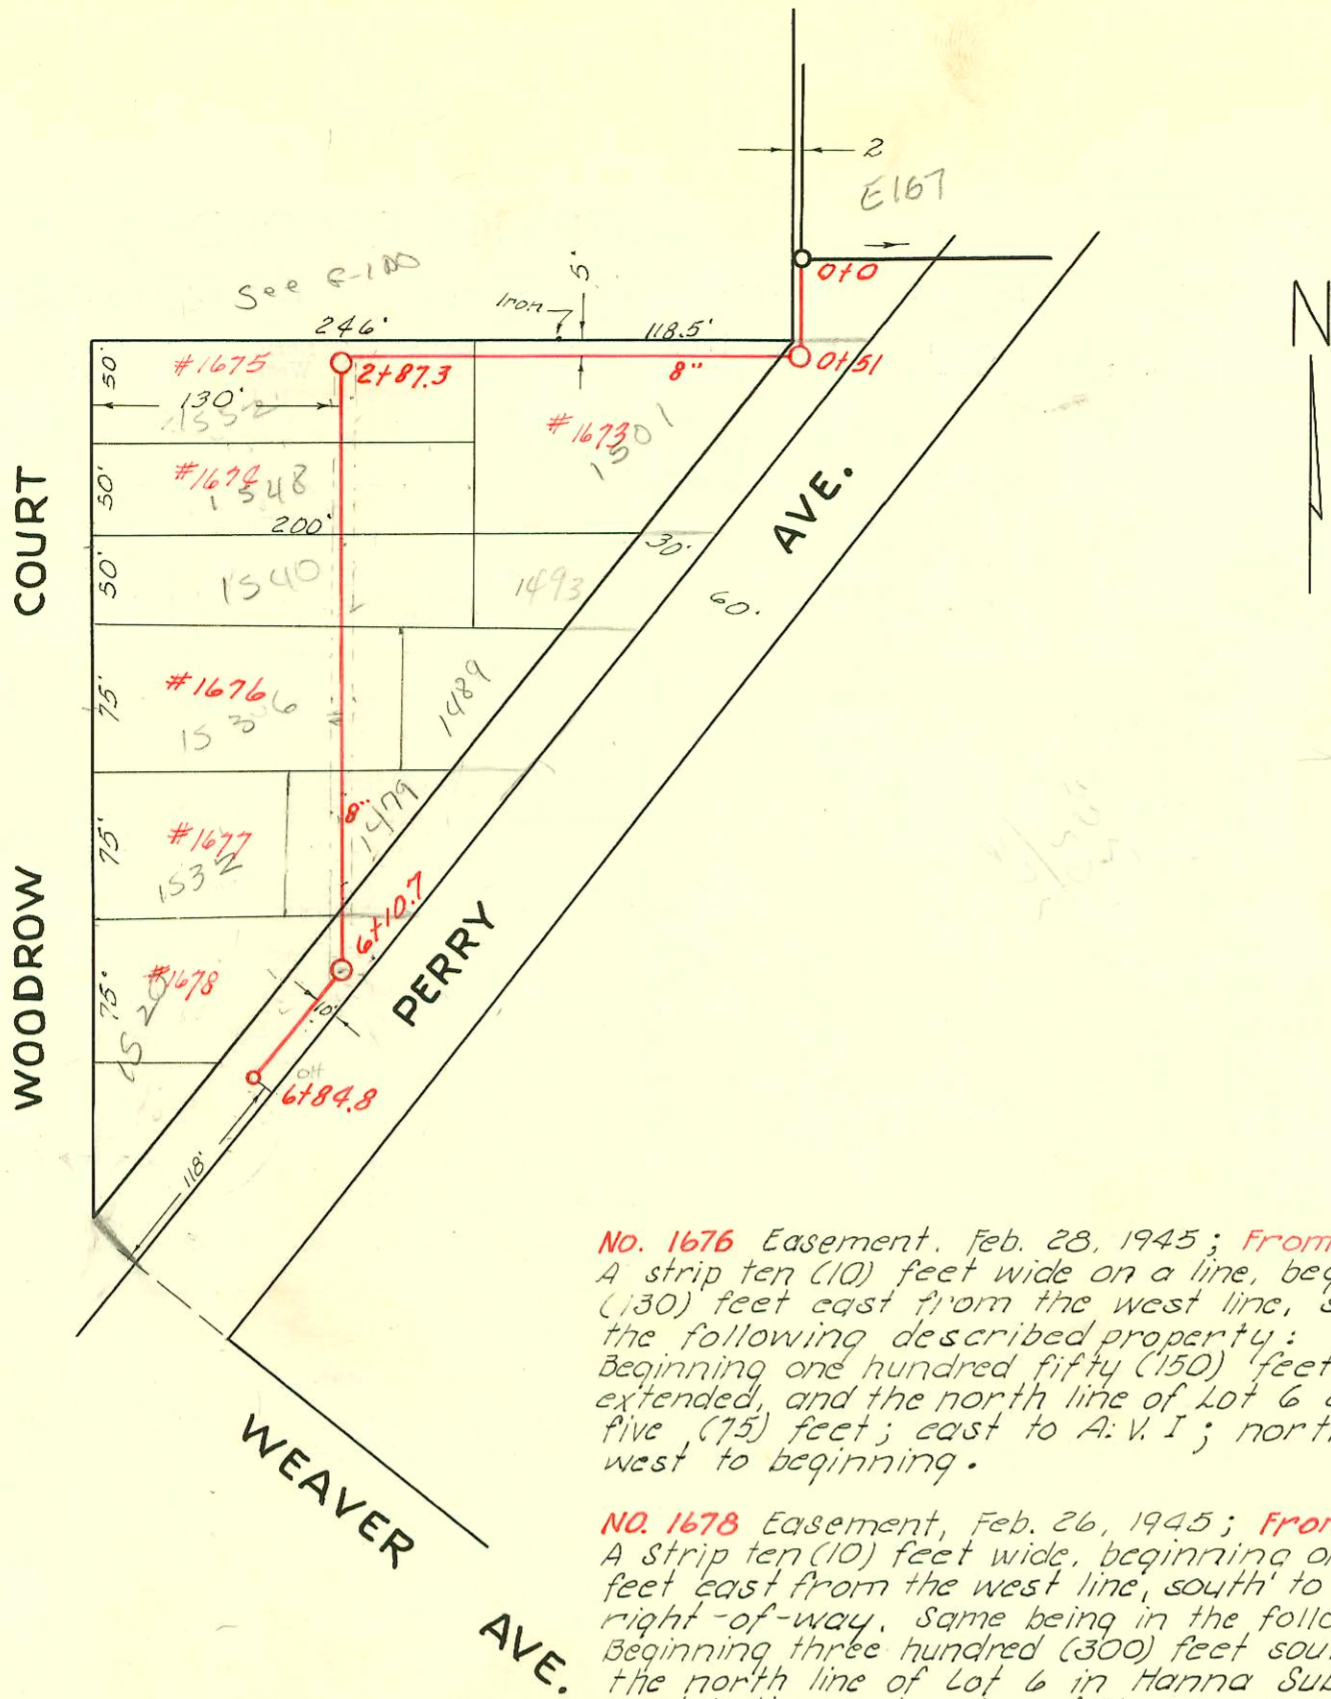 2
E167
0+0
See E-100
Iron
5'
246'
118.5'
N
#1675
50'
2+87.3
8"
0+51
130'
1552
#1673
1501
#1674
1548
50'
200'
30'
AVE.
COURT
50'
1540
1493
60'
#1676
75'
1536
1489
8"
1479
#1677
75'
1532
6+10.7
PERRY
WOODROW
#1678
75'
1520
10'
OH
6+84.8
118'
No. 1676 Easement. Feb. 28, 1945; From
A strip ten (10) feet wide on a line, beg
(130) feet east from the west line, s
the following described property:
Beginning one hundred fifty (150) feet
extended, and the north line of Lot 6
five (75) feet; east to A.V.I; nort
west to beginning.
WEAVER
AVE.
NO. 1678 Easement, Feb. 26, 1945; Fro
A strip ten (10) feet wide, beginning o
feet east from the west line, south to
right-of-way. Same being in the follo
Beginning three hundred (300) feet sou
the north line of Lot 6 in Hanna Sub